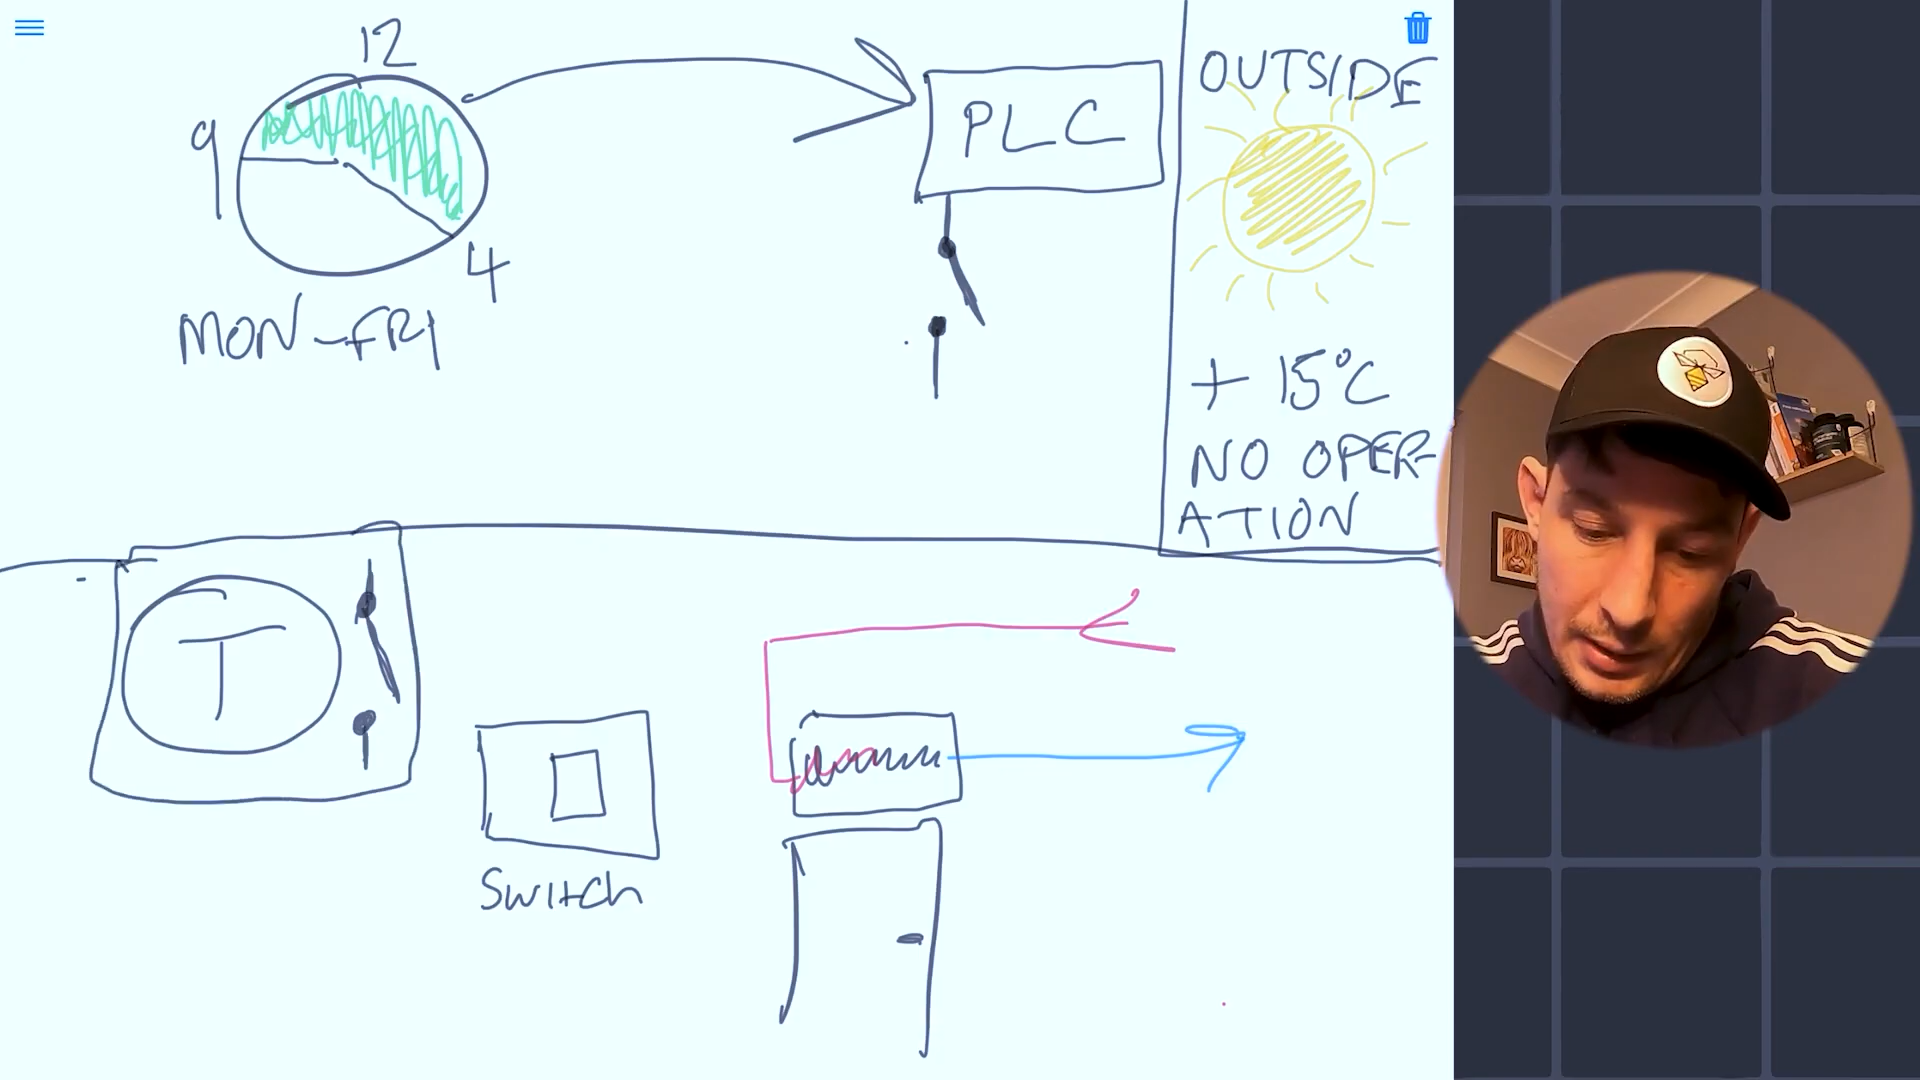 12
9
4
MON-FRI
PLC
OUTSIDE
+ 15°C
NO OPER-
ATION
T
Switch